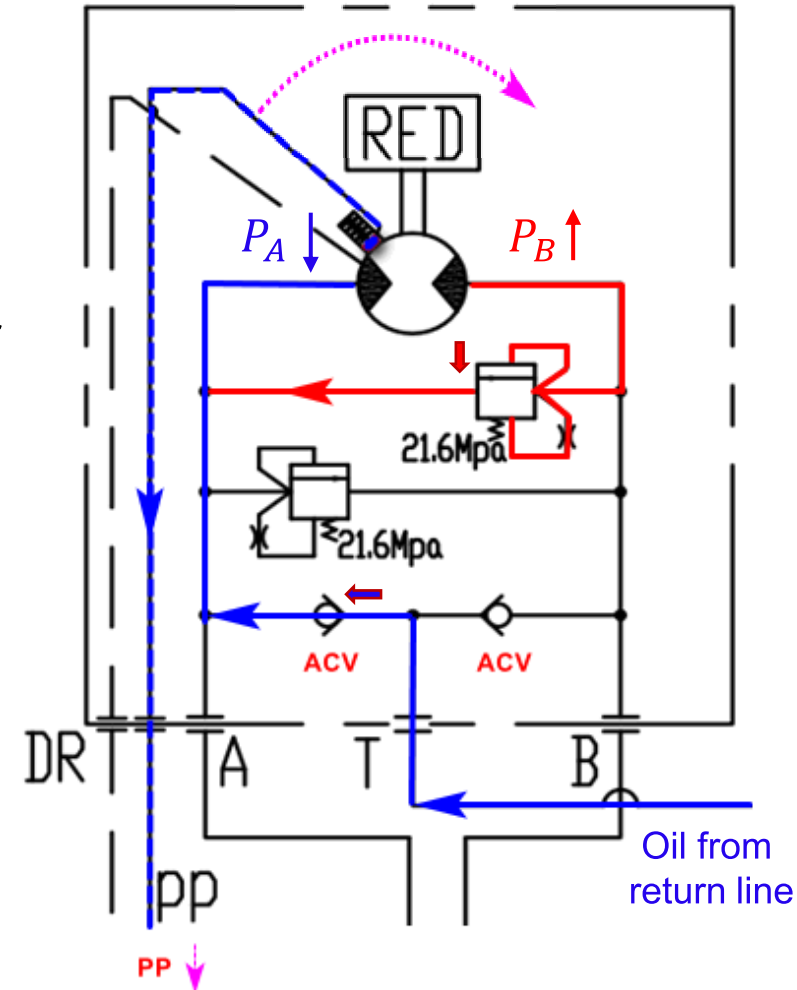 RED
P_A
P_B
21.6Mpa
21.6Mpa
ACV
ACV
DR
A
T
B
Oil from
return line
pp
PP